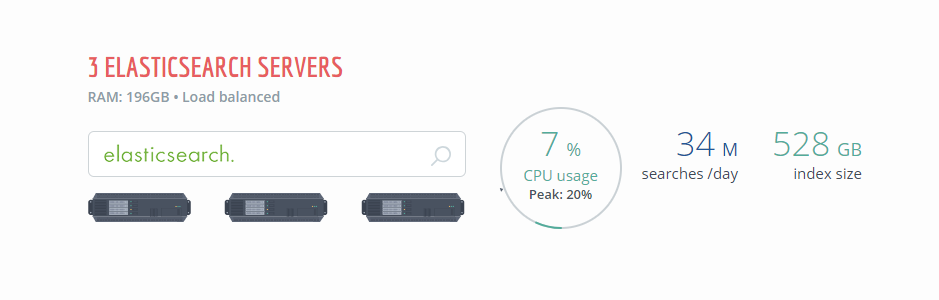 3 ELASTICSEARCH SERVERS
RAM: 196GB • Load balanced
elasticsearch.
7 %
CPU usage
Peak: 20%
34 M
searches /day
528 GB
index size